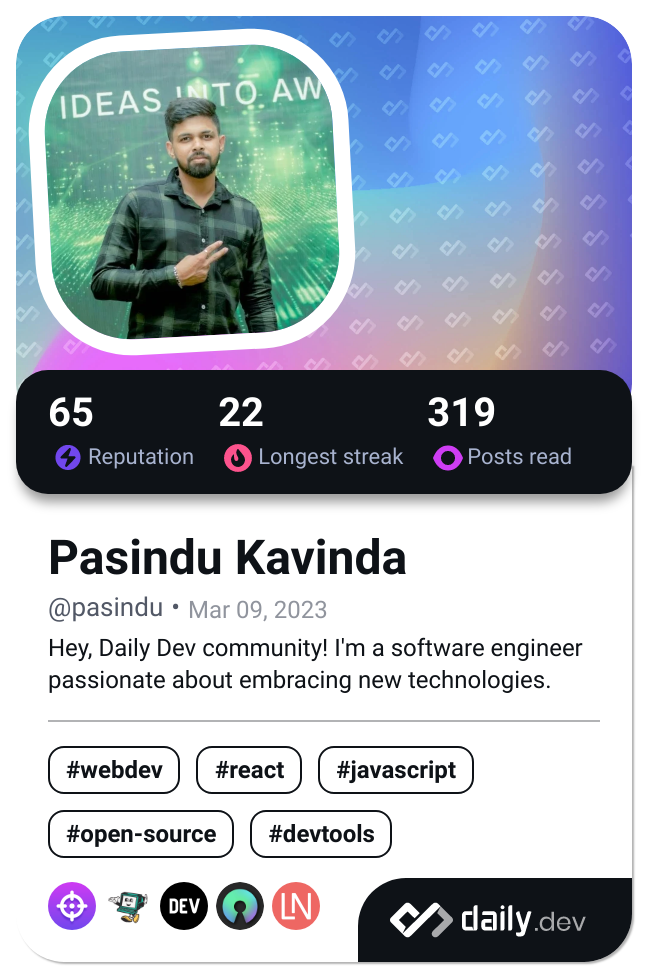 IDEAS INTO AW
65 22 319
Reputation Longest streak Posts read
Pasindu Kavinda
@pasindu • Mar 09, 2023
Hey, Daily Dev community! I'm a software engineer
passionate about embracing new technologies.
#webdev #react #javascript
#open-source #devtools
DEV LN
daily.dev